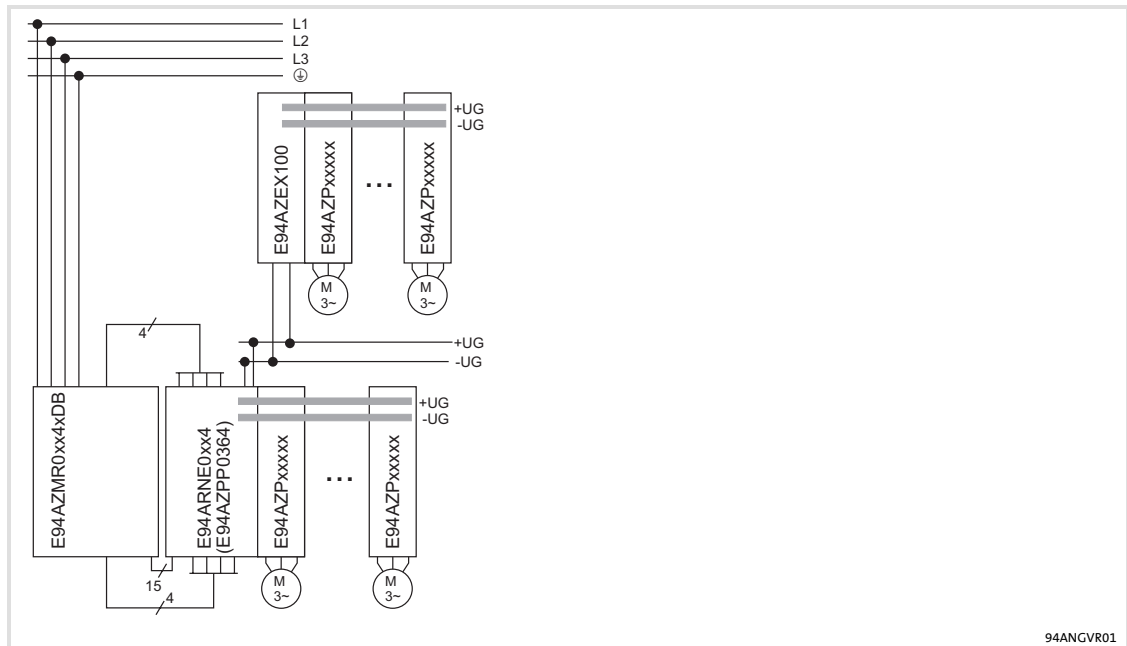 L1
L2
L3
+UG
-UG
E94AZEX100
E94AZPxxxxx
...
E94AZPxxxxx
M
3~
M
3~
4
+UG
-UG
+UG
-UG
E94AZMR0xx4xDB
E94ARNE0xx4
(E94AZPP0364)
E94AZPxxxxx
...
E94AZPxxxxx
15
4
M
3~
M
3~
94ANGVR01